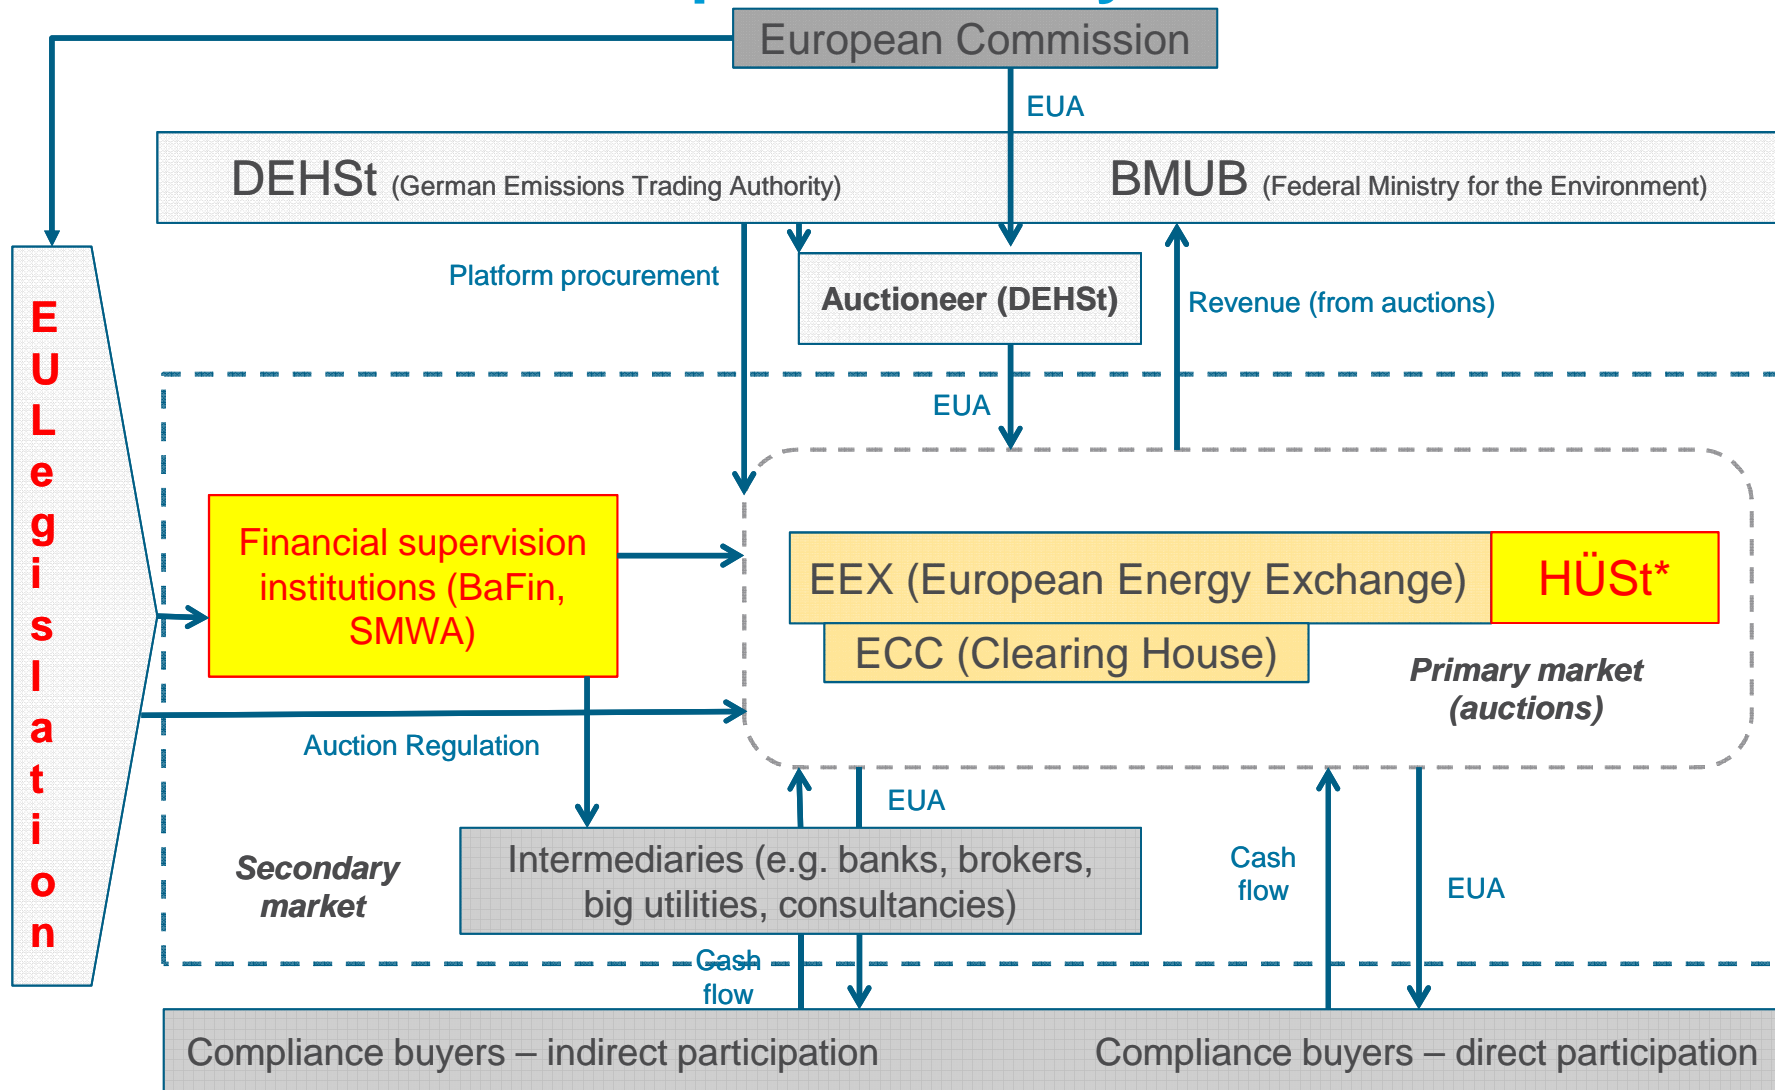 European Commission
EUA
DEHSt (German Emissions Trading Authority)
BMUB (Federal Ministry for the Environment)
Platform procurement
Auctioneer (DEHSt)
Revenue (from auctions)
EULegislation
EUA
Financial supervision
institutions (BaFin,
SMWA)
EEX (European Energy Exchange)
HÜSt*
ECC (Clearing House)
Primary market
(auctions)
Auction Regulation
EUA
Secondary
market
Intermediaries (e.g. banks, brokers,
big utilities, consultancies)
Cash
flow
EUA
Cash
flow
Compliance buyers – indirect participation
Compliance buyers – direct participation